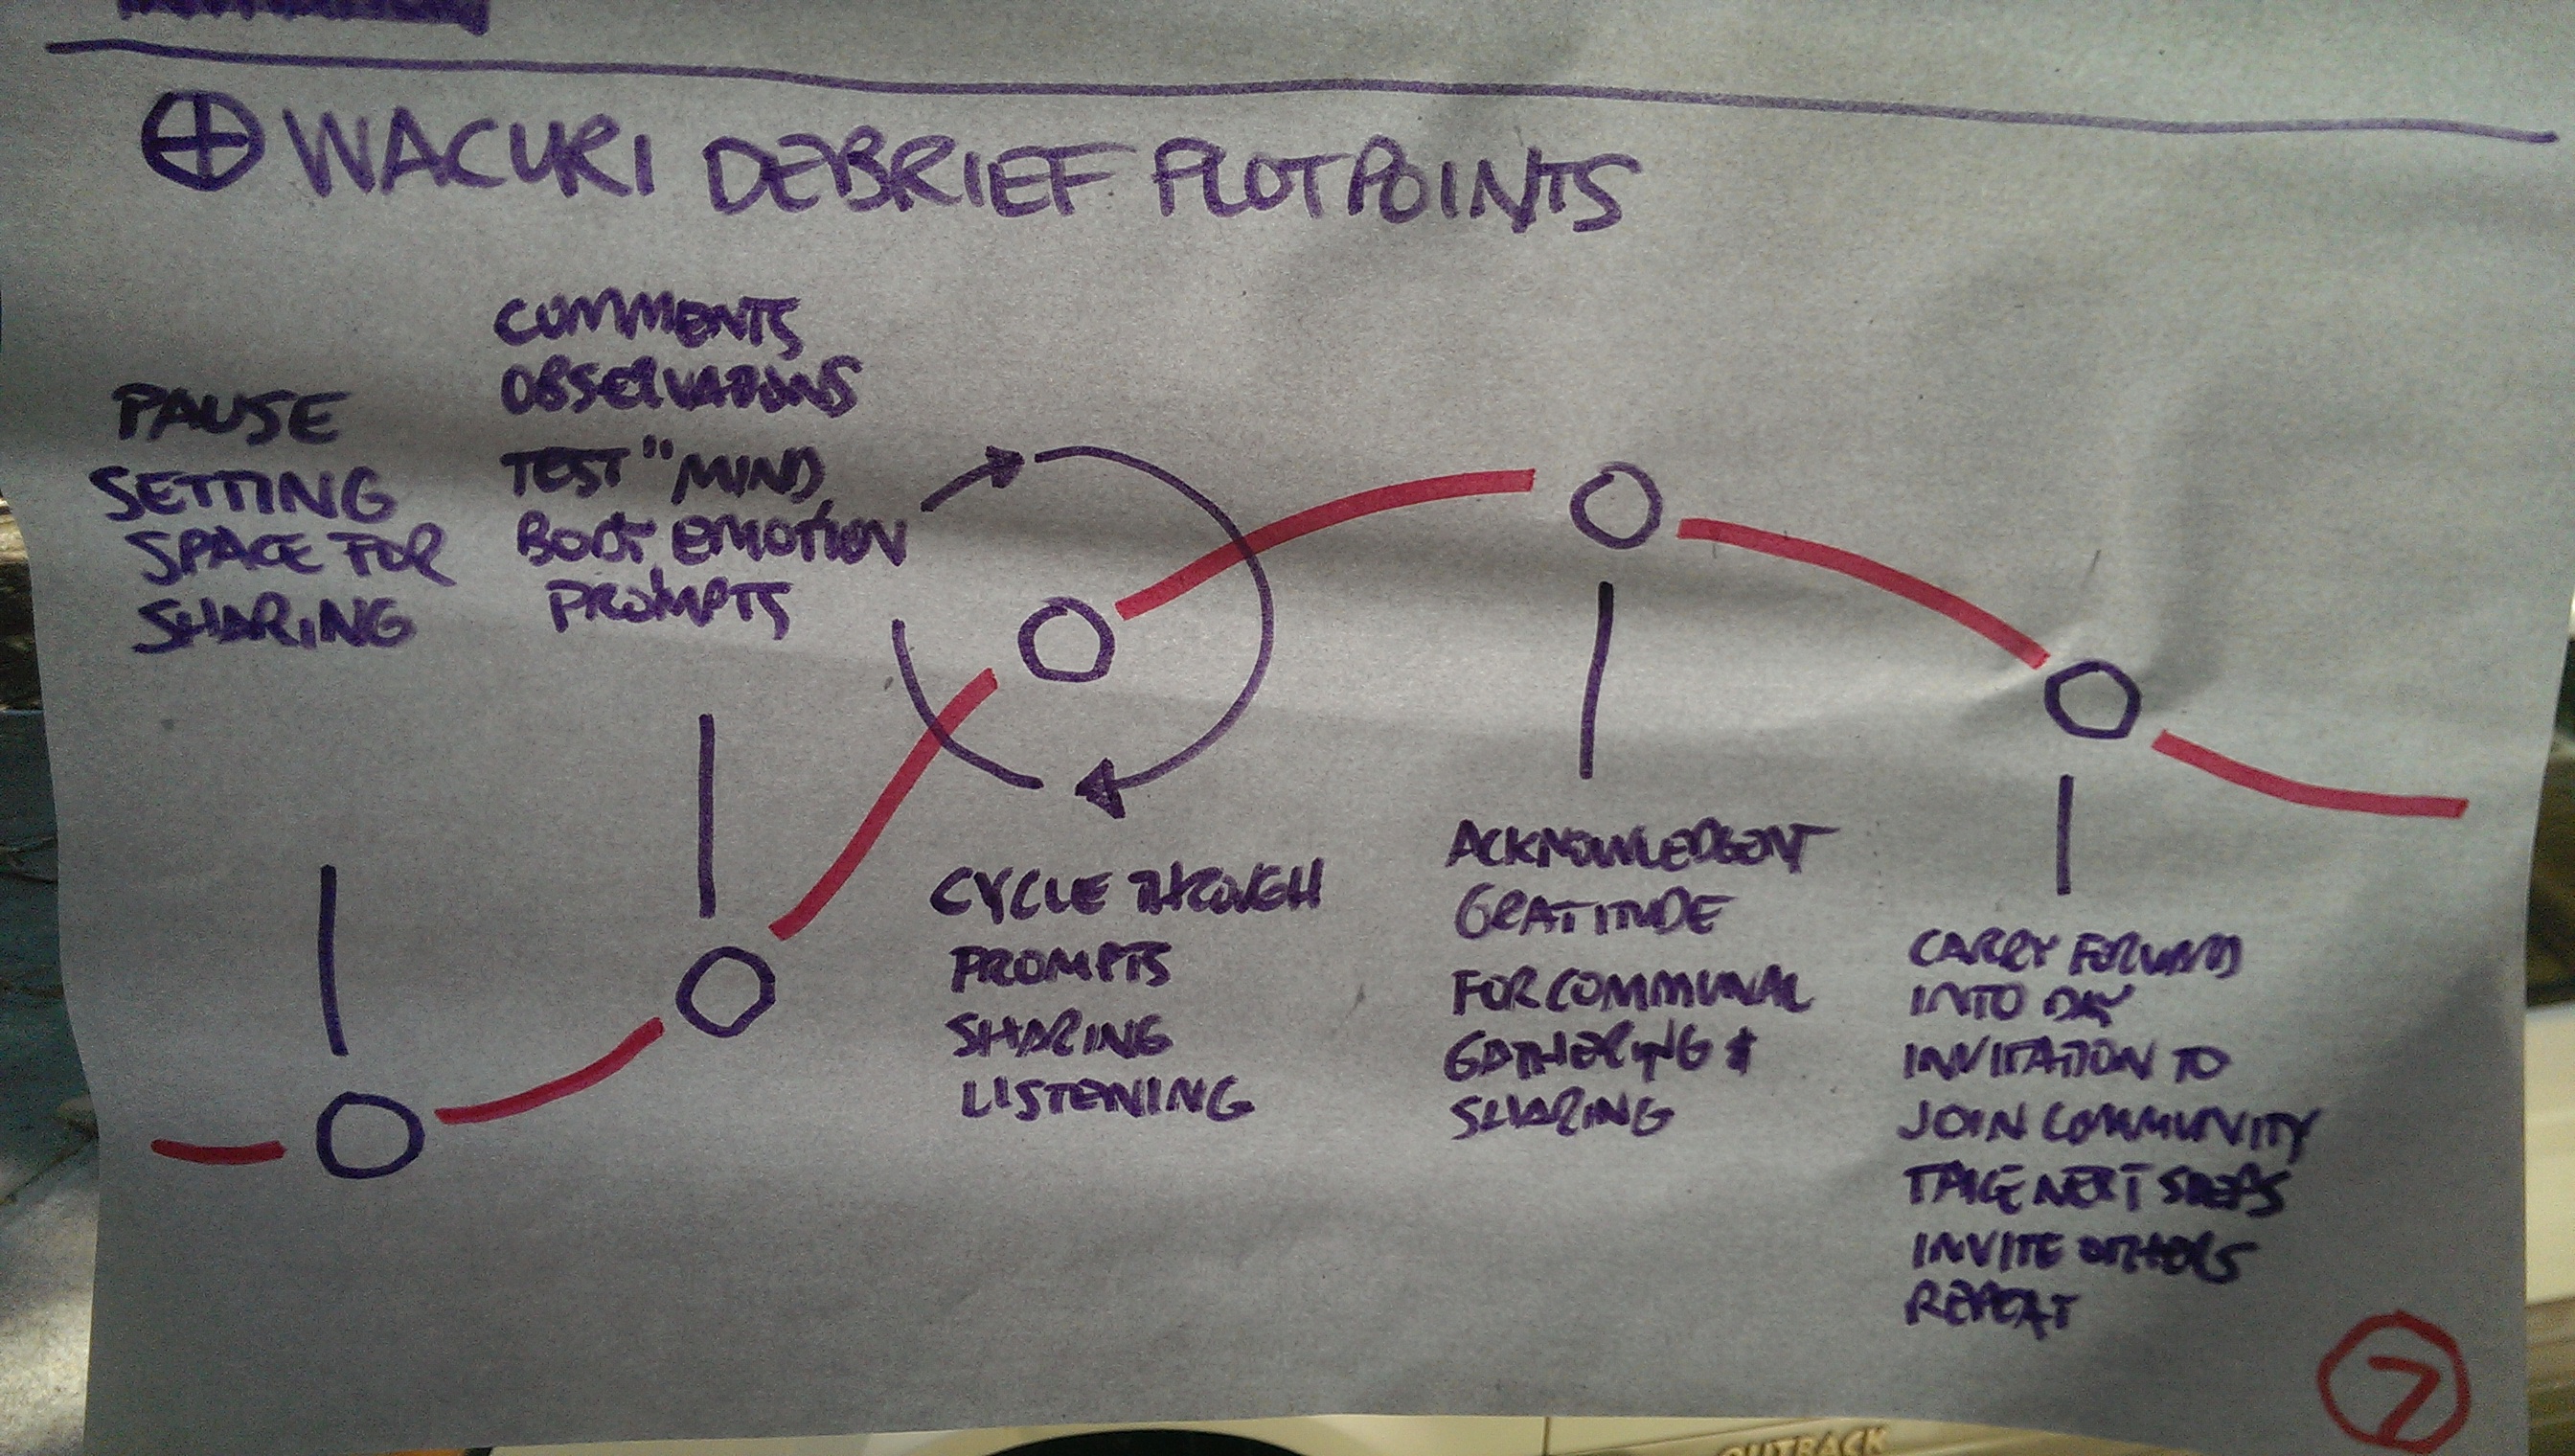 WACURI DEBRIEF PLOTPOINTS
PAUSE
SETTING
SPACE FOR
SHARING
COMMENTS
OBSERVATIONS
TEST "MIND
BODY EMOTION
PROMPTS
CYCLE THROUGH
PROMPTS
SHARING
LISTENING
ACKNOWLEDGENT
GRATITUDE
FOR COMMUNAL
GATHERING &
SHARING
CARRY FORWARD
INTO DAY
INVITATION TO
JOIN COMMUNITY
TAKE NEXT STEPS
INVITE OTHERS
REPEAT
7
OUTBACK